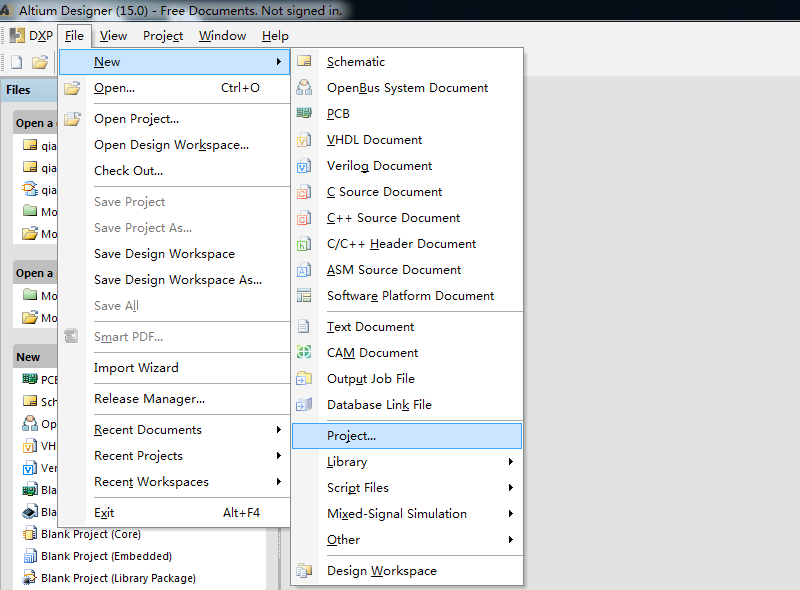 Altium Designer (15.0) - Free Documents. Not signed in.
DXP File View Project Window Help
Files
Open a
qia
qia
qia
Mo
Mo
Open a
Mo
Mo
New
PCB
Sch
Op
VH
Ver
Bla
Bla
Blank Project (Core)
Blank Project (Embedded)
Blank Project (Library Package)
New
Open... Ctrl+O
Open Project...
Open Design Workspace...
Check Out...
Save Project
Save Project As...
Save Design Workspace
Save Design Workspace As...
Save All
Smart PDF...
Import Wizard
Release Manager...
Recent Documents
Recent Projects
Recent Workspaces
Exit Alt+F4
Schematic
OpenBus System Document
PCB
VHDL Document
Verilog Document
C Source Document
C++ Source Document
C/C++ Header Document
ASM Source Document
Software Platform Document
Text Document
CAM Document
Output Job File
Database Link File
Project...
Library
Script Files
Mixed-Signal Simulation
Other
Design Workspace